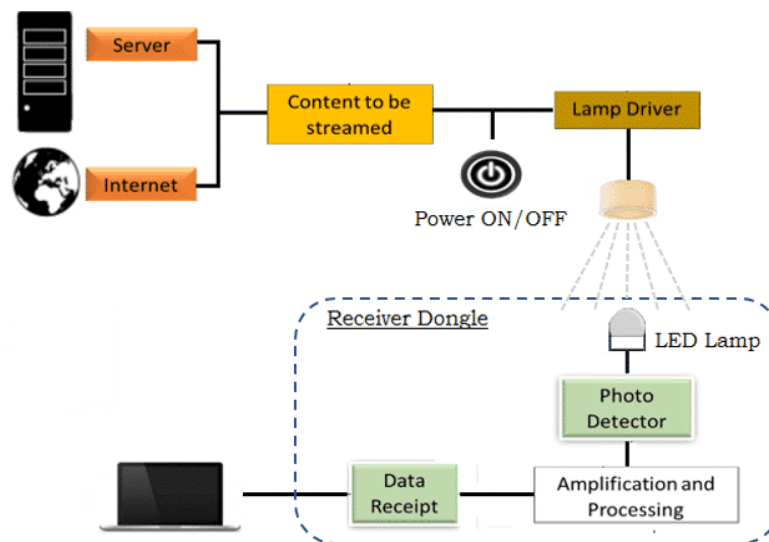 Server
Content to be
streamed
Lamp Driver
Internet
Power ON/OFF
Receiver Dongle
LED Lamp
Photo
Detector
Data
Receipt
Amplification and
Processing